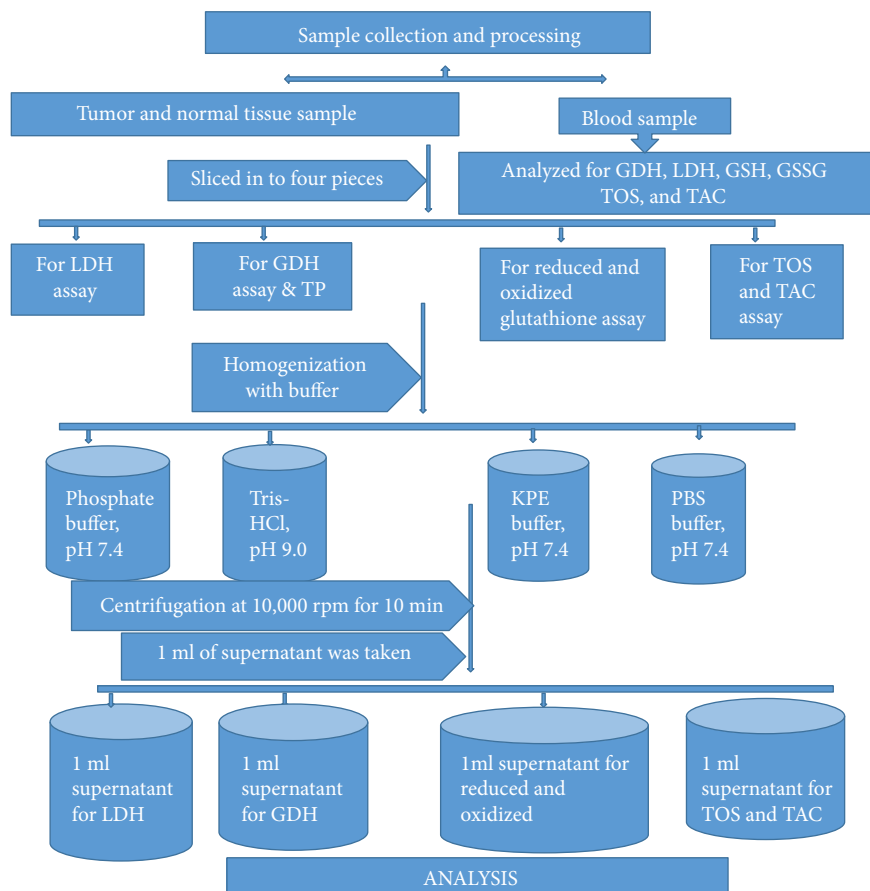 Sample collection and processing
Tumor and normal tissue sample
Blood sample
Sliced in to four pieces
Analyzed for GDH, LDH, GSH, GSSG
TOS, and TAC
For LDH
assay
For GDH
assay & TP
For reduced and
oxidized
glutathione assay
For TOS
and TAC
assay
Homogenization
with buffer
Phosphate
buffer,
pH 7.4
Tris-
HCl,
pH 9.0
KPE
buffer,
pH 7.4
PBS
buffer,
pH 7.4
Centrifugation at 10,000 rpm for 10 min
1 ml of supernatant was taken
1 ml
supernatant
for LDH
1 ml
supernatant
for GDH
1ml supernatant for
reduced and
oxidized
1 ml
supernatant for
TOS and TAC
ANALYSIS